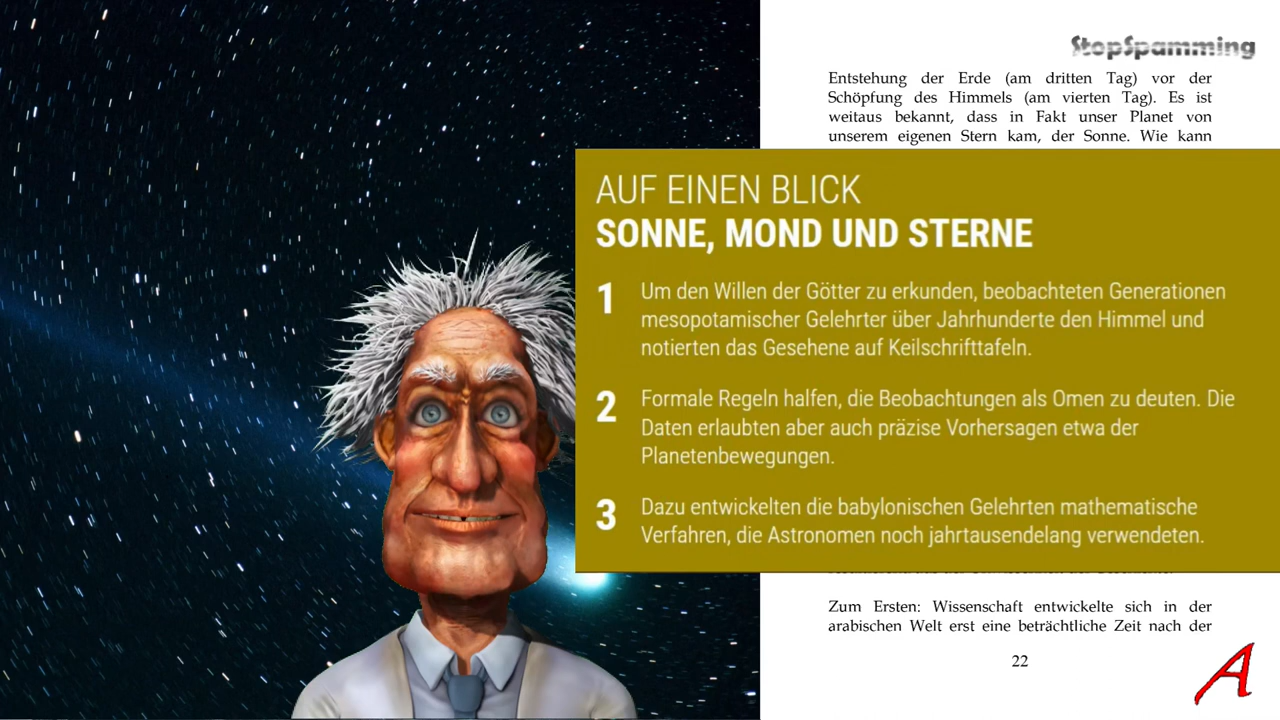 StopSpamming
Entstehung der Erde (am dritten Tag) vor der
Schöpfung des Himmels (am vierten Tag). Es ist
weitaus bekannt, dass in Fakt unser Planet von
unserem eigenen Stern kam, der Sonne. Wie kann
AUF EINEN BLICK
SONNE, MOND UND STERNE
1 Um den Willen der Götter zu erkunden, beobachteten Generationen
mesopotamischer Gelehrter über Jahrhunderte den Himmel und
notierten das Gesehene auf Keilschrifttafeln.
2 Formale Regeln halfen, die Beobachtungen als Omen zu deuten. Die
Daten erlaubten aber auch präzise Vorhersagen etwa der
Planetenbewegungen.
3 Dazu entwickelten die babylonischen Gelehrten mathematische
Verfahren, die Astronomen noch jahrtausendelang verwendeten.
Zum Ersten: Wissenschaft entwickelte sich in der
arabischen Welt erst eine beträchtliche Zeit nach der
22
A